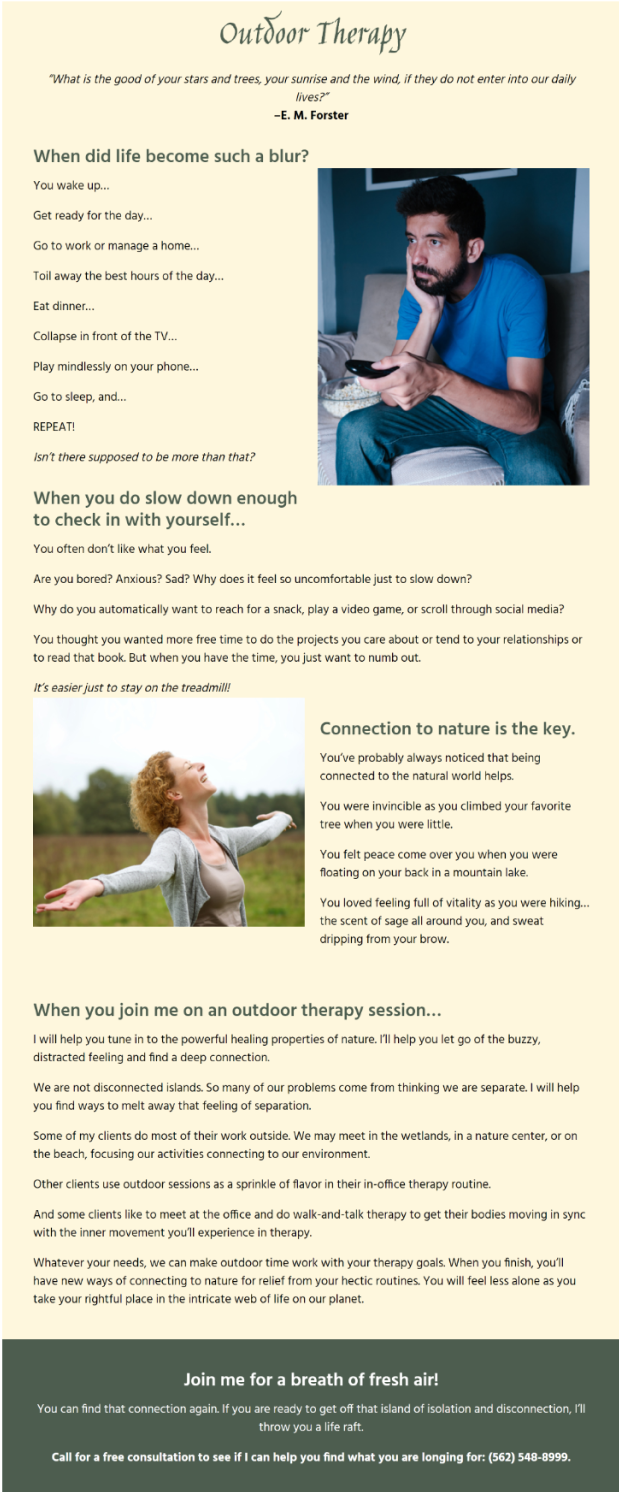 Outdoor Therapy
“What is the good of your stars and trees, your sunrise and the wind, if they do not enter into our daily
lives?”
–E. M. Forster
When did life become such a blur?
You wake up…
Get ready for the day…
Go to work or manage a home…
Toil away the best hours of the day…
Eat dinner…
Collapse in front of the TV…
Play mindlessly on your phone…
Go to sleep, and…
REPEAT!
Isn’t there supposed to be more than that?
When you do slow down enough
to check in with yourself…
You often don’t like what you feel.
Are you bored? Anxious? Sad? Why does it feel so uncomfortable just to slow down?
Why do you automatically want to reach for a snack, play a video game, or scroll through social media?
You thought you wanted more free time to do the projects you care about or tend to your relationships or
to read that book. But when you have the time, you just want to numb out.
It’s easier just to stay on the treadmill!
Connection to nature is the key.
You’ve probably always noticed that being
connected to the natural world helps.
You were invincible as you climbed your favorite
tree when you were little.
You felt peace come over you when you were
floating on your back in a mountain lake.
You loved feeling full of vitality as you were hiking…
the scent of sage all around you, and sweat
dripping from your brow.
When you join me on an outdoor therapy session…
I will help you tune in to the powerful healing properties of nature. I’ll help you let go of the buzzy,
distracted feeling and find a deep connection.
We are not disconnected islands. So many of our problems come from thinking we are separate. I will help
you find ways to melt away that feeling of separation.
Some of my clients do most of their work outside. We may meet in the wetlands, in a nature center, or on
the beach, focusing our activities connecting to our environment.
Other clients use outdoor sessions as a sprinkle of flavor in their in-office therapy routine.
And some clients like to meet at the office and do walk-and-talk therapy to get their bodies moving in sync
with the inner movement you’ll experience in therapy.
Whatever your needs, we can make outdoor time work with your therapy goals. When you finish, you’ll
have new ways of connecting to nature for relief from your hectic routines. You will feel less alone as you
take your rightful place in the intricate web of life on our planet.
Join me for a breath of fresh air!
You can find that connection again. If you are ready to get off that island of isolation and disconnection, I’ll
throw you a life raft.
Call for a free consultation to see if I can help you find what you are longing for: (562) 548-8999.